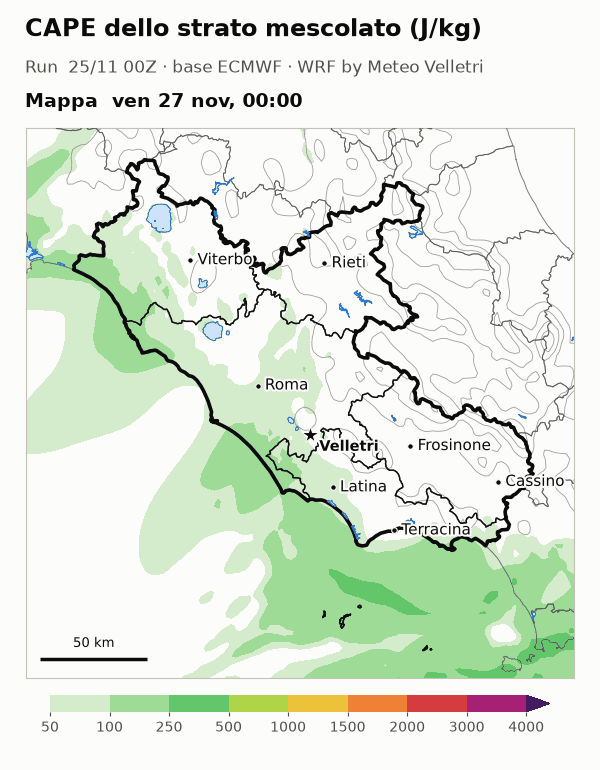 CAPE dello strato mescolato (J/kg)
Run  25/11 00Z · base ECMWF · WRF by Meteo Velletri
Mappa  ven 27 nov, 00:00
Viterbo
Rieti
Roma
Velletri
Frosinone
Cassino
Latina
Terracina
50 km
50 100 250 500 1000 1500 2000 3000 4000